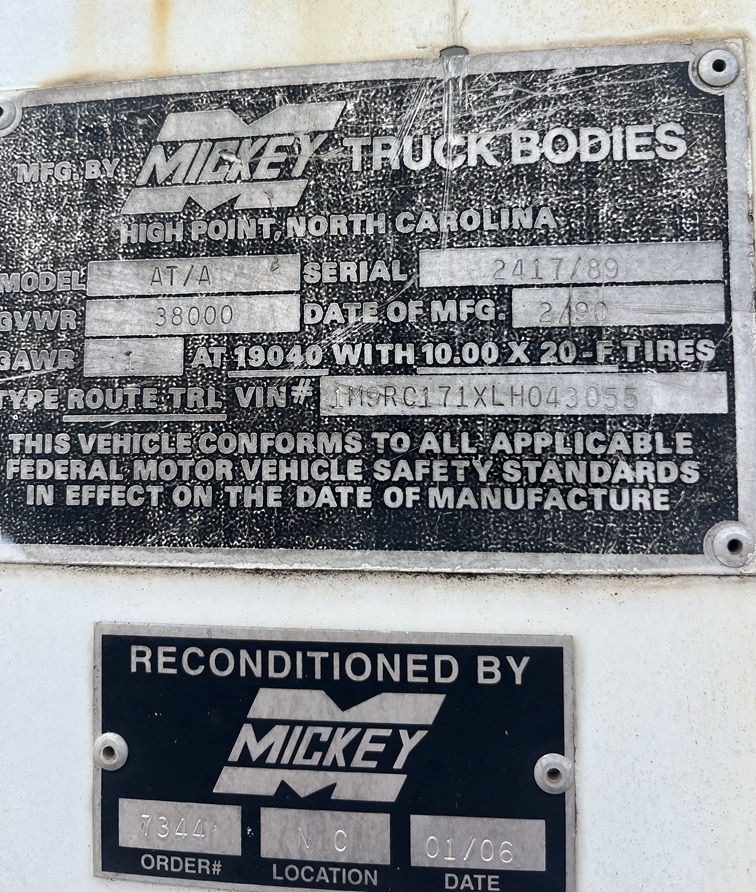 MFG. BY MICKEY TRUCK BODIES
HIGH POINT, NORTH CAROLINA
MODEL AT/A SERIAL 2417/89
GVWR 38000 DATE OF MFG. 2/90
GAWR 1 AT 19040 WITH 10.00 X 20-F TIRES
TYPE ROUTE TRL VIN# 1M9RC171XLH043055
THIS VEHICLE CONFORMS TO ALL APPLICABLE
FEDERAL MOTOR VEHICLE SAFETY STANDARDS
IN EFFECT ON THE DATE OF MANUFACTURE
RECONDITIONED BY
MICKEY
7344 N C 01/06
ORDER# LOCATION DATE